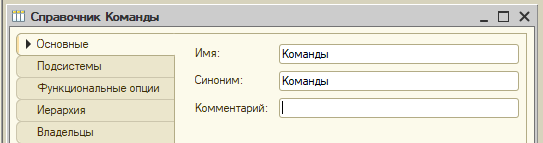 Справочник Команды
Основные
Подсистемы
Функциональные опции
Иерархия
Владельцы
Имя: Команды
Синоним: Команды
Комментарий: